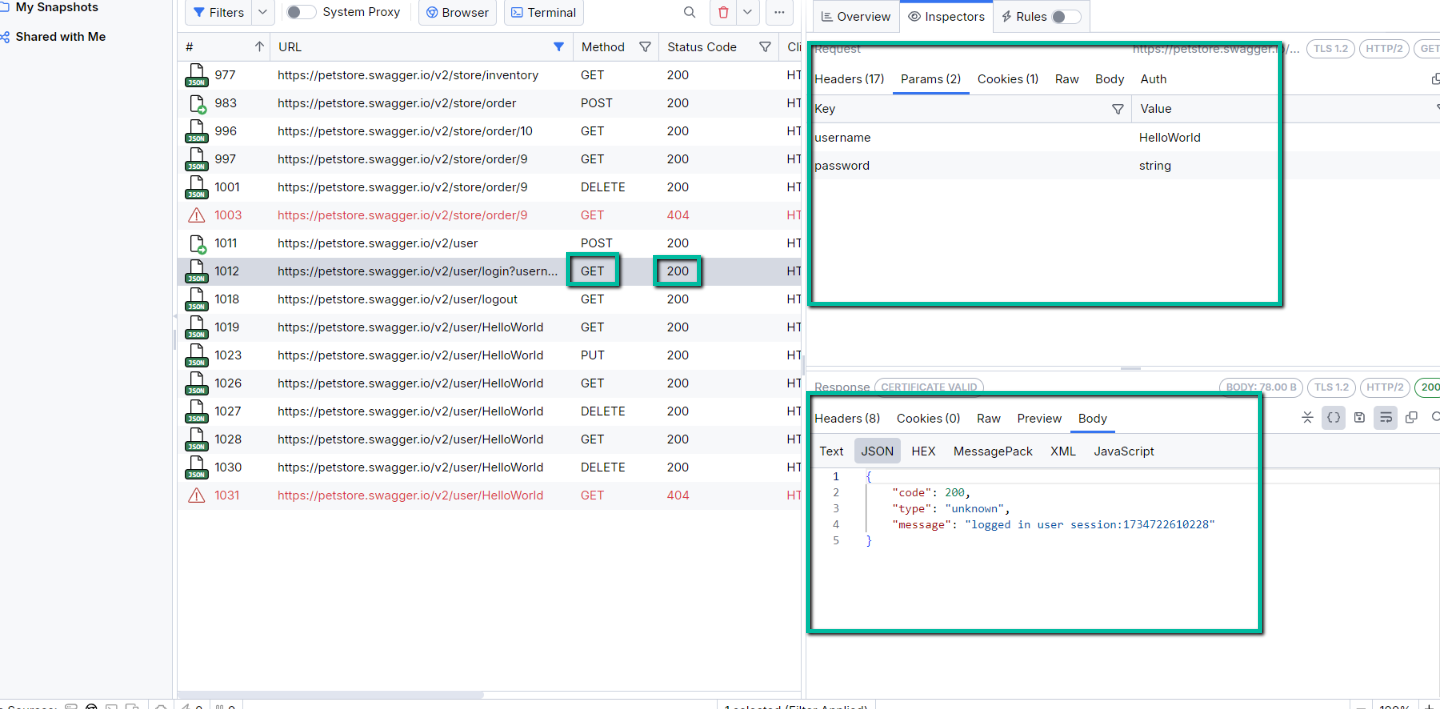 My Snapshots
Shared with Me
Filters System Proxy Browser Terminal ...
# URL Method Status Code
977 https://petstore.swagger.io/v2/store/inventory GET 200 HT
983 https://petstore.swagger.io/v2/store/order POST 200 HT
996 https://petstore.swagger.io/v2/store/order/10 GET 200 HT
997 https://petstore.swagger.io/v2/store/order/9 GET 200 HT
1001 https://petstore.swagger.io/v2/store/order/9 DELETE 200 HT
1003 https://petstore.swagger.io/v2/store/order/9 GET 404 HT
1011 https://petstore.swagger.io/v2/user POST 200 HT
1012 https://petstore.swagger.io/v2/user/login?usern... GET 200 HT
1018 https://petstore.swagger.io/v2/user/logout GET 200 HT
1019 https://petstore.swagger.io/v2/user/HelloWorld GET 200 HT
1023 https://petstore.swagger.io/v2/user/HelloWorld PUT 200 HT
1026 https://petstore.swagger.io/v2/user/HelloWorld GET 200 HT
1027 https://petstore.swagger.io/v2/user/HelloWorld DELETE 200 HT
1028 https://petstore.swagger.io/v2/user/HelloWorld GET 200 HT
1030 https://petstore.swagger.io/v2/user/HelloWorld DELETE 200 HT
1031 https://petstore.swagger.io/v2/user/HelloWorld GET 404 HT
Overview Inspectors Rules
Request https://petstore.swagger.io/... TLS 1.2 HTTP/2 GET
Headers (17) Params (2) Cookies (1) Raw Body Auth
Key Value
username HelloWorld
password string
Response CERTIFICATE VALID BODY: 78.00 B TLS 1.2 HTTP/2 200
Headers (8) Cookies (0) Raw Preview Body
Text JSON HEX MessagePack XML JavaScript
1 {
2 "code": 200,
3 "type": "unknown",
4 "message": "logged in user session:1734722610228"
5 }
1 selected (Filter Applied) 100%